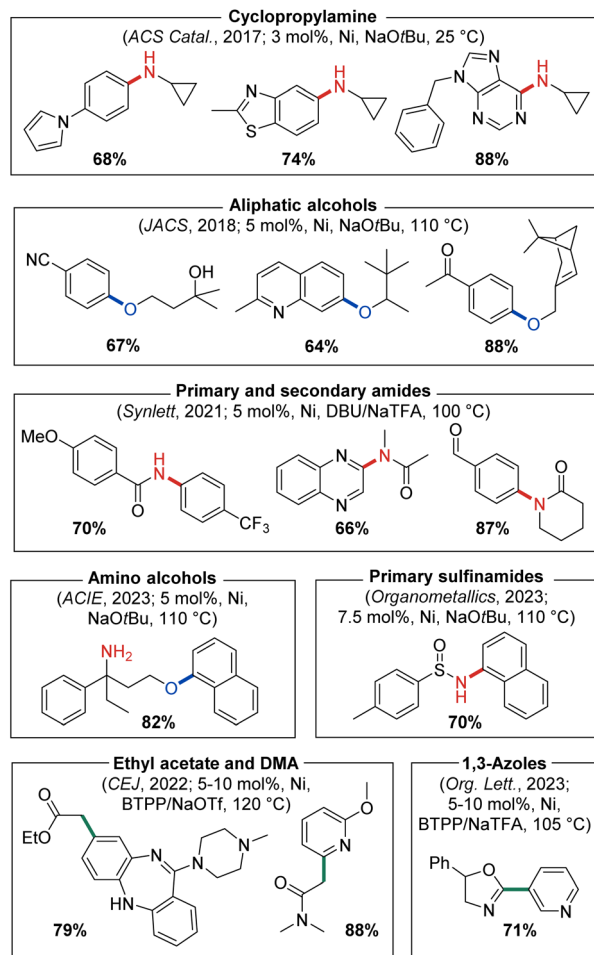 Cyclopropylamine
(ACS Catal., 2017; 3 mol%, Ni, NaOtBu, 25 °C)
H
N
N
68%
N
S
H
N
74%
N
N
N
N
H
N
88%
Aliphatic alcohols
(JACS, 2018; 5 mol%, Ni, NaOtBu, 110 °C)
NC
O
OH
67%
N
O
64%
O
O
88%
Primary and secondary amides
(Synlett, 2021; 5 mol%, Ni, DBU/NaTFA, 100 °C)
MeO
O
H
N
CF3
70%
N
N
N
O
66%
O
N
O
87%
Amino alcohols
(ACIE, 2023; 5 mol%, Ni,
NaOtBu, 110 °C)
NH2
O
82%
Primary sulfinamides
(Organometallics, 2023;
7.5 mol%, Ni, NaOtBu, 110 °C)
O
S
N
H
70%
Ethyl acetate and DMA
(CEJ, 2022; 5-10 mol%, Ni,
BTPP/NaOTf, 120 °C)
O
EtO
N
N
N
HN
79%
O
N
O
N
88%
1,3-Azoles
(Org. Lett., 2023;
5-10 mol%, Ni,
BTPP/NaTFA, 105 °C)
Ph
O
N
N
71%